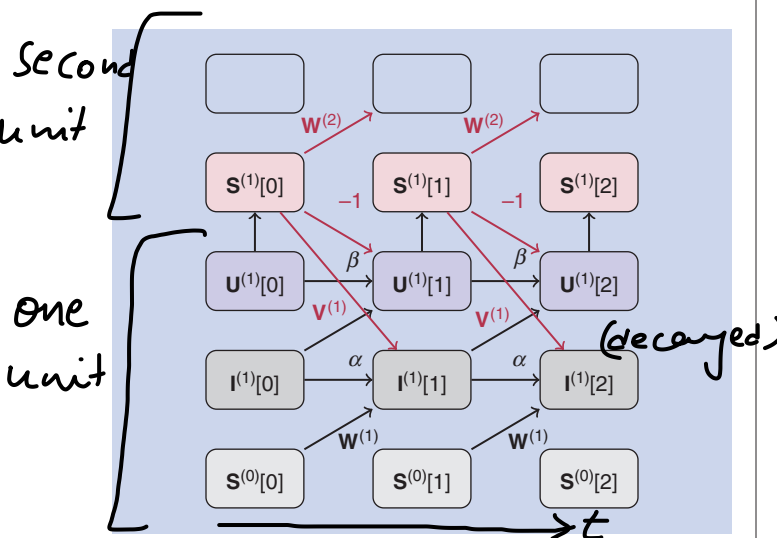 second
unit
W(2) W(2)
S(1)[0] S(1)[1] S(1)[2]
−1 −1
β β
U(1)[0] U(1)[1] U(1)[2]
one
unit
V(1) V(1)
(decayed)
α α
I(1)[0] I(1)[1] I(1)[2]
W(1) W(1)
S(0)[0] S(0)[1] S(0)[2]
t